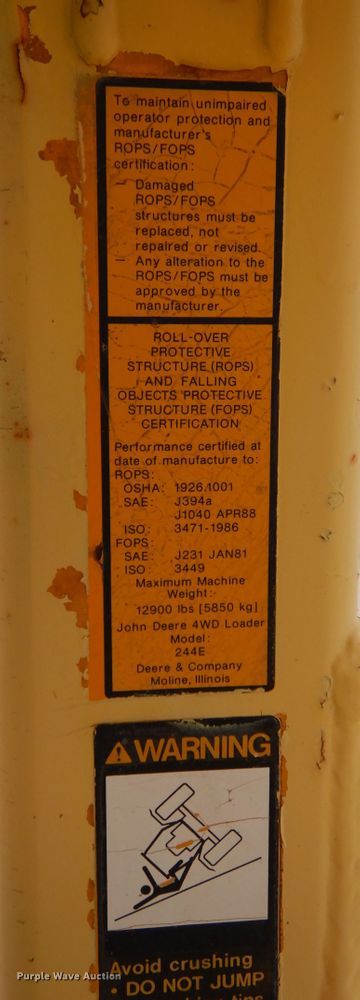 To maintain unimpaired
operator protection and
manufacturer's
ROPS/FOPS
certification:
— Damaged
ROPS/FOPS
structures must be
replaced, not
repaired or revised.
— Any alteration to the
ROPS/FOPS must be
approved by the
manufacturer.
ROLL-OVER
PROTECTIVE
STRUCTURE (ROPS)
AND FALLING
OBJECTS PROTECTIVE
STRUCTURE (FOPS)
CERTIFICATION
Performance certified at
date of manufacture to:
ROPS:
OSHA: 1926.1001
SAE: J394a
J1040 APR88
ISO: 3471-1986
FOPS:
SAE: J231 JAN81
ISO: 3449
Maximum Machine
Weight:
12900 lbs [5850 kg]
John Deere 4WD Loader
Model:
244E
Deere & Company
Moline, Illinois
WARNING
Avoid crushing
• DO NOT JUMP
Purple Wave Auction